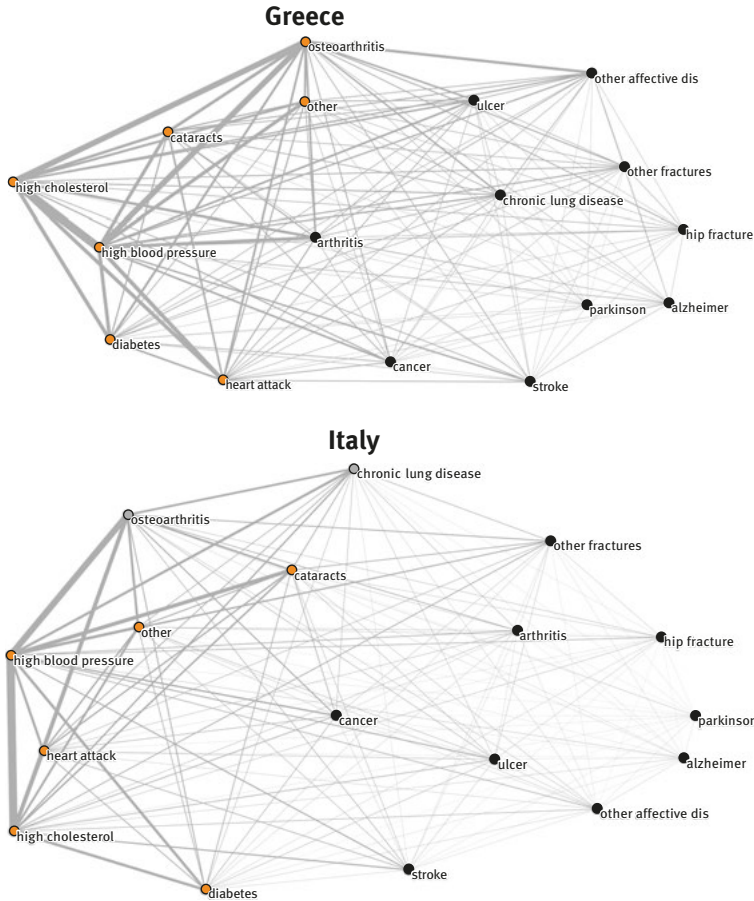 Greece
osteoarthritis
other affective dis
other
ulcer
cataracts
other fractures
high cholesterol
chronic lung disease
hip fracture
arthritis
high blood pressure
parkinson
alzheimer
diabetes
cancer
heart attack
stroke
Italy
chronic lung disease
osteoarthritis
other fractures
cataracts
other
arthritis
hip fracture
high blood pressure
cancer
parkinson
heart attack
ulcer
alzheimer
other affective dis
high cholesterol
stroke
diabetes